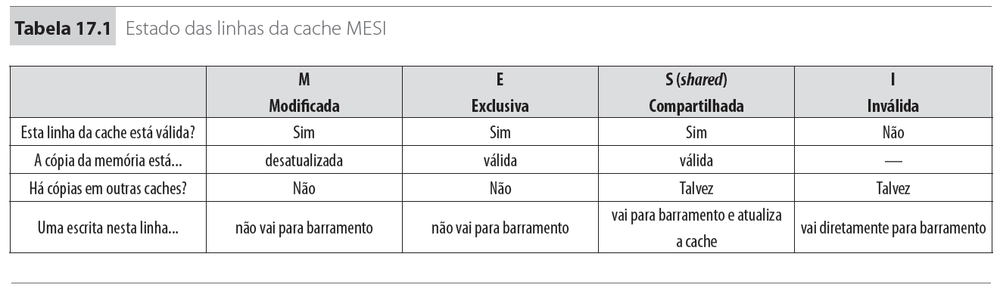 Tabela 17.1 Estado das linhas da cache MESI
M E S (shared) I
Modificada Exclusiva Compartilhada Inválida
Esta linha da cache está válida? Sim Sim Sim Não
A cópia da memória está... desatualizada válida válida —
Há cópias em outras caches? Não Não Talvez Talvez
Uma escrita nesta linha... não vai para barramento não vai para barramento vai para barramento e atualiza a cache vai diretamente para barramento